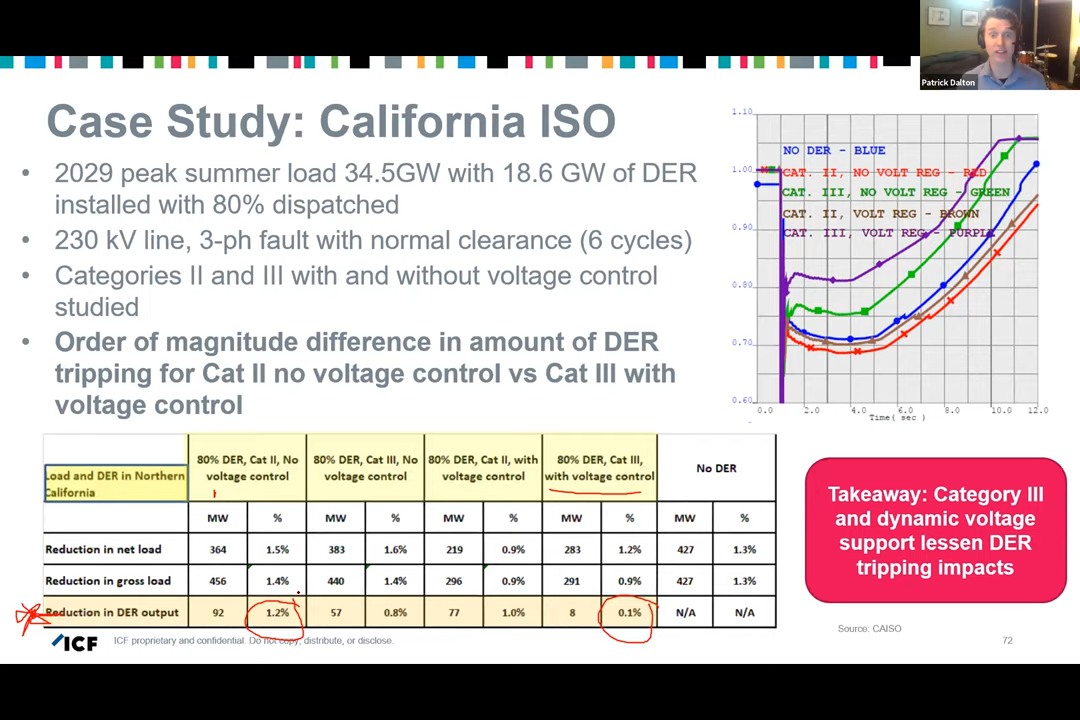 Patrick Dalton
Case Study: California ISO
• 2029 peak summer load 34.5GW with 18.6 GW of DER
installed with 80% dispatched
• 230 kV line, 3-ph fault with normal clearance (6 cycles)
• Categories II and III with and without voltage control
studied
• Order of magnitude difference in amount of DER
tripping for Cat II no voltage control vs Cat III with
voltage control
1.10
1.00
0.90
0.80
0.70
0.60
NO DER - BLUE
CAT. II, NO VOLT REG - RED
CAT. III, NO VOLT REG - GREEN
CAT. II, VOLT REG - BROWN
CAT. III, VOLT REG - PURPLE
0.0 2.0 4.0 6.0 8.0 10.0 12.0
Time( sec )
Load and DER in Northern
California
80% DER, Cat II, No
voltage control
80% DER, Cat III, No
voltage control
80% DER, Cat II, with
voltage control
80% DER, Cat III,
with voltage control
No DER
MW % MW % MW % MW % MW %
Reduction in net load 364 1.5% 383 1.6% 219 0.9% 283 1.2% 427 1.3%
Reduction in gross load 456 1.4% 440 1.4% 296 0.9% 291 0.9% 427 1.3%
Reduction in DER output 92 1.2% 57 0.8% 77 1.0% 8 0.1% N/A N/A
Takeaway: Category III
and dynamic voltage
support lessen DER
tripping impacts
Source: CAISO
ICF
ICF proprietary and confidential. Do not copy, distribute, or disclose.
72